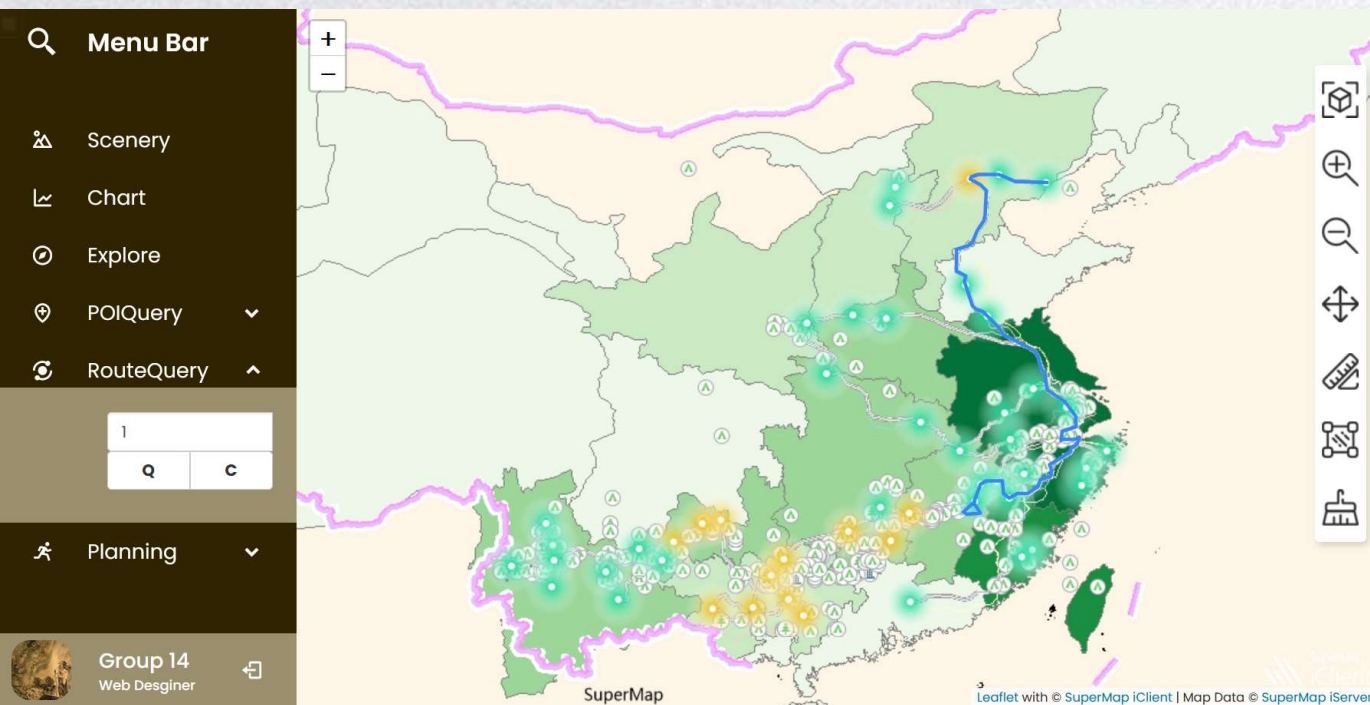 Menu Bar
+
−
Scenery
Chart
Explore
POIQuery
RouteQuery
1
Q C
Planning
Group 14
Web Desginer
SuperMap
iClient
Leaflet with © SuperMap iClient | Map Data © SuperMap iServer